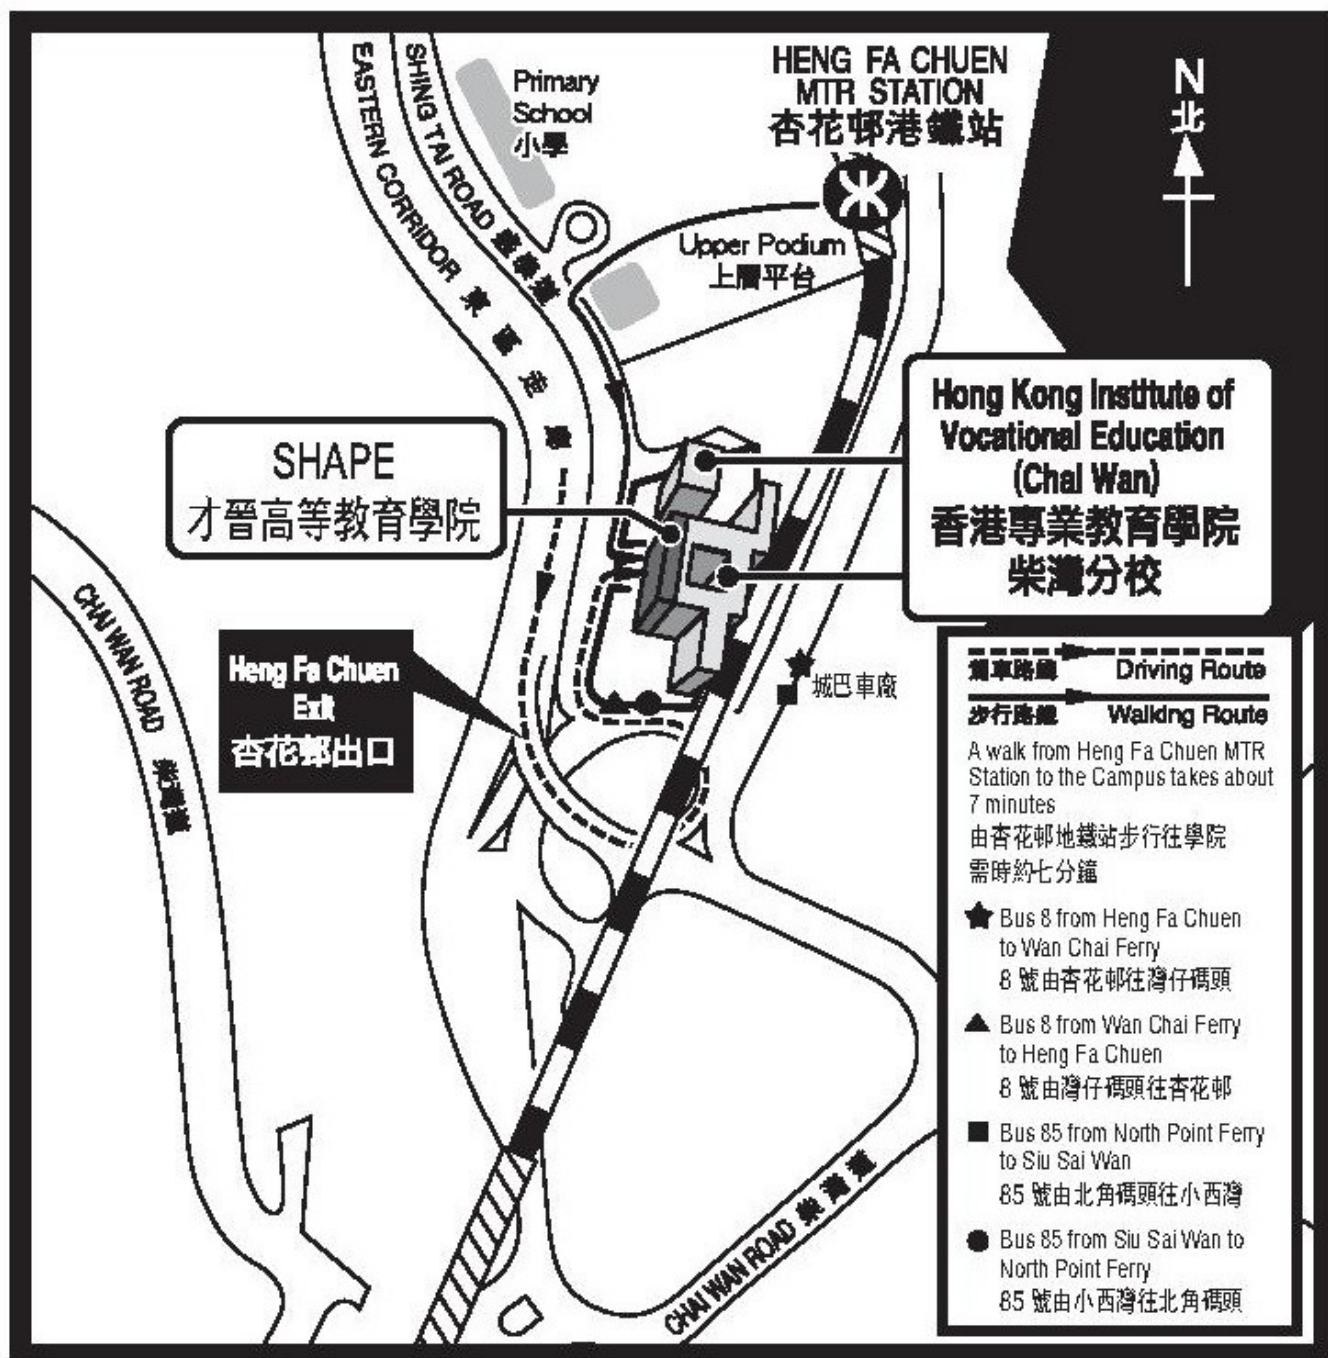 HENG FA CHUEN
MTR STATION
杏花邨港鐵站
N
北
Primary
School
小學
SHING TAI ROAD 盛泰道
EASTERN CORRIDOR 東區走廊
Upper Podium
上層平台
Hong Kong Institute of
Vocational Education
(Chai Wan)
香港專業教育學院
柴灣分校
SHAPE
才晉高等教育學院
Heng Fa Chuen
Exit
杏花邨出口
CHAI WAN ROAD 柴灣道
城巴車廠
駕車路線 Driving Route
步行路線 Walking Route
A walk from Heng Fa Chuen MTR
Station to the Campus takes about
7 minutes
由杏花邨地鐵站步行往學院
需時約七分鐘
★ Bus 8 from Heng Fa Chuen
to Wan Chai Ferry
8 號由杏花邨往灣仔碼頭
▲ Bus 8 from Wan Chai Ferry
to Heng Fa Chuen
8 號由灣仔碼頭往杏花邨
■ Bus 85 from North Point Ferry
to Siu Sai Wan
85 號由北角碼頭往小西灣
● Bus 85 from Siu Sai Wan to
North Point Ferry
85 號由小西灣往北角碼頭
CHAI WAN ROAD 柴灣道